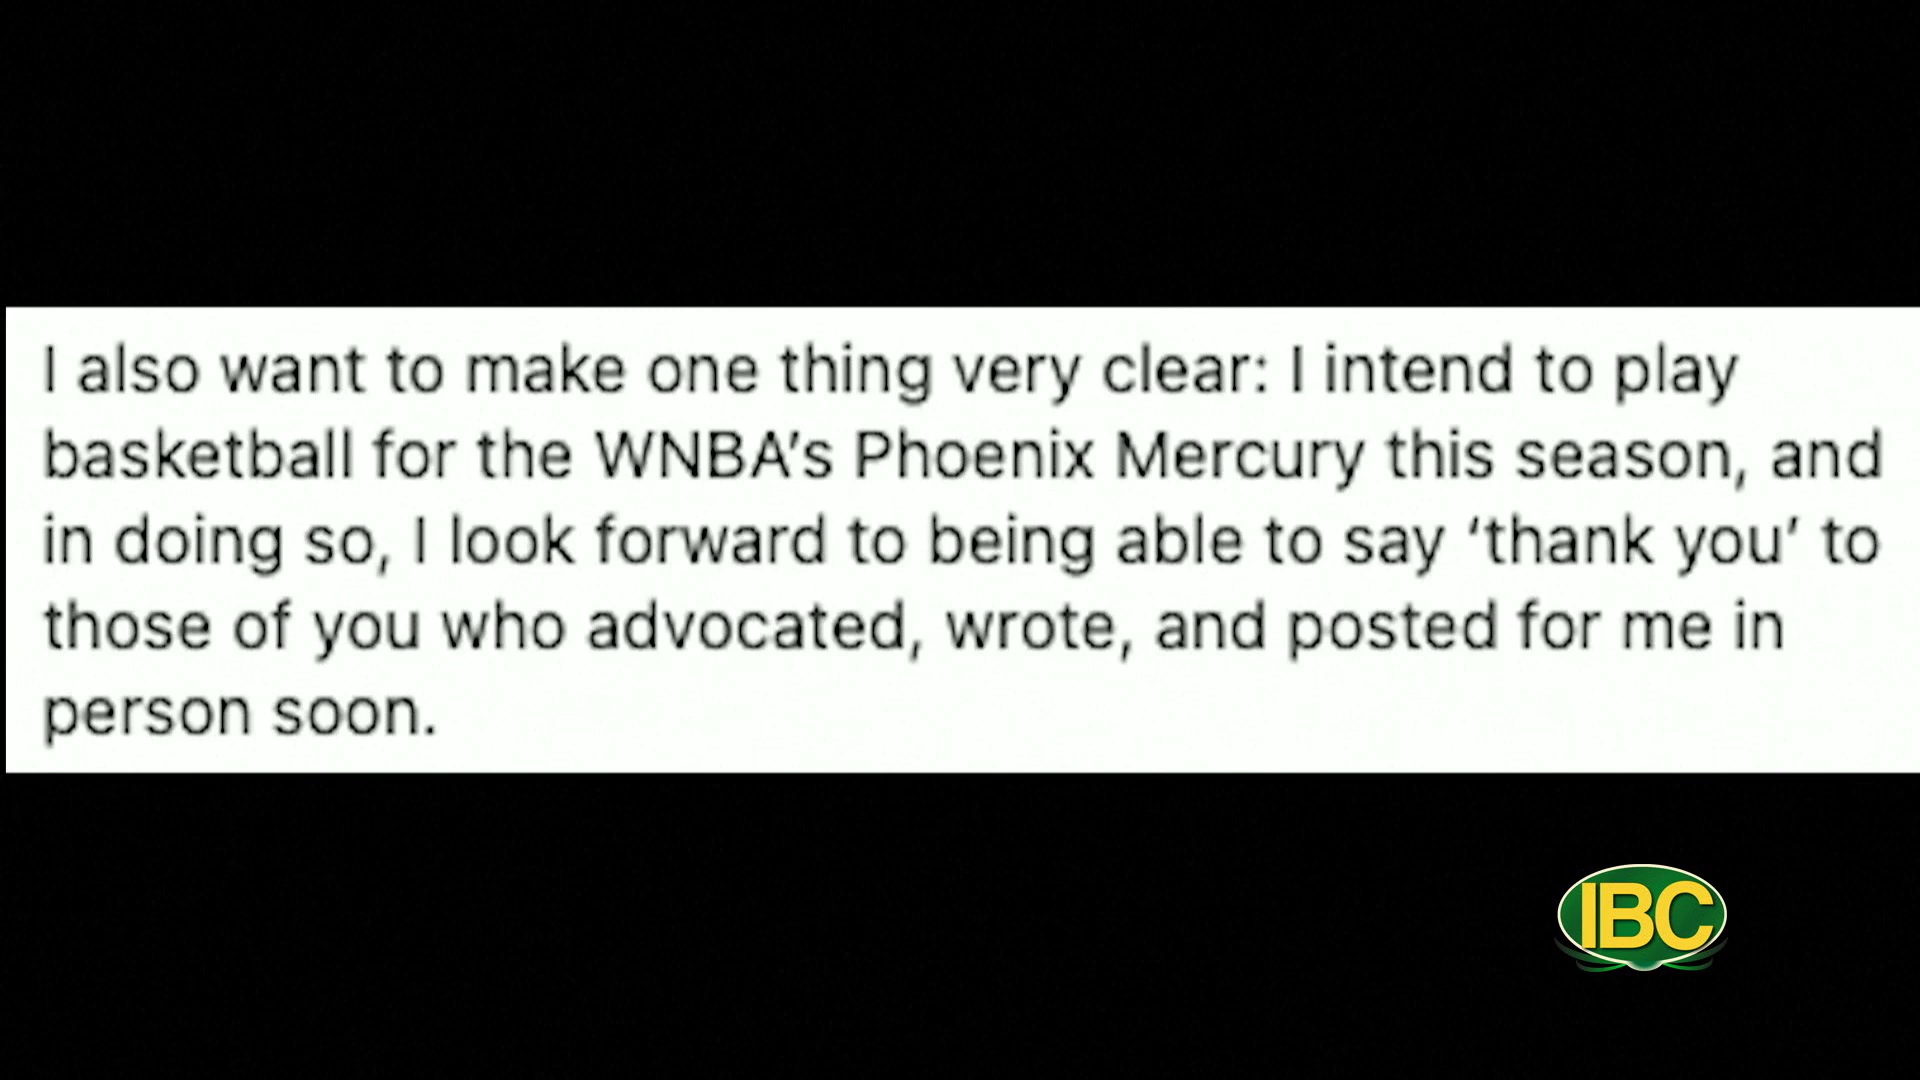 I also want to make one thing very clear: I intend to play
basketball for the WNBA's Phoenix Mercury this season, and
in doing so, I look forward to being able to say ‘thank you’ to
those of you who advocated, wrote, and posted for me in
person soon.
IBC